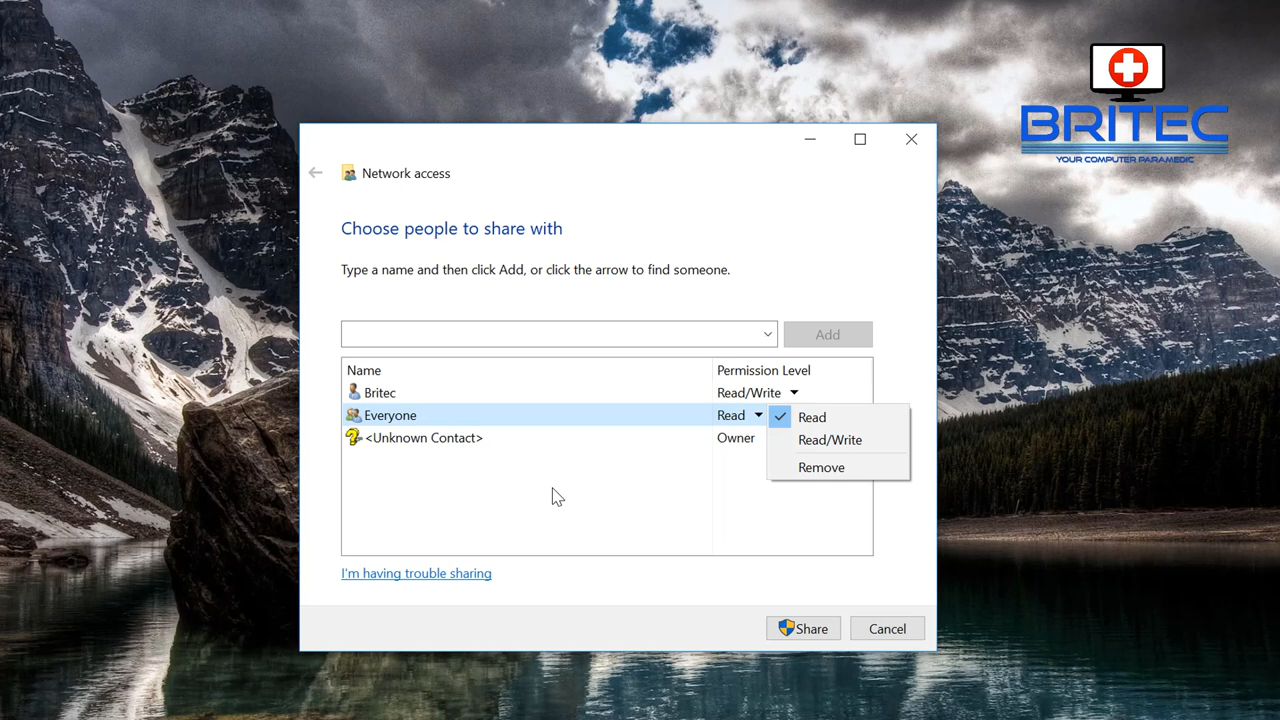 BRITEC
YOUR COMPUTER PARAMEDIC
Network access
Choose people to share with
Type a name and then click Add, or click the arrow to find someone.
Add
Name Permission Level
Britec Read/Write
Everyone Read
<Unknown Contact> Owner
Read
Read/Write
Remove
I'm having trouble sharing
Share Cancel